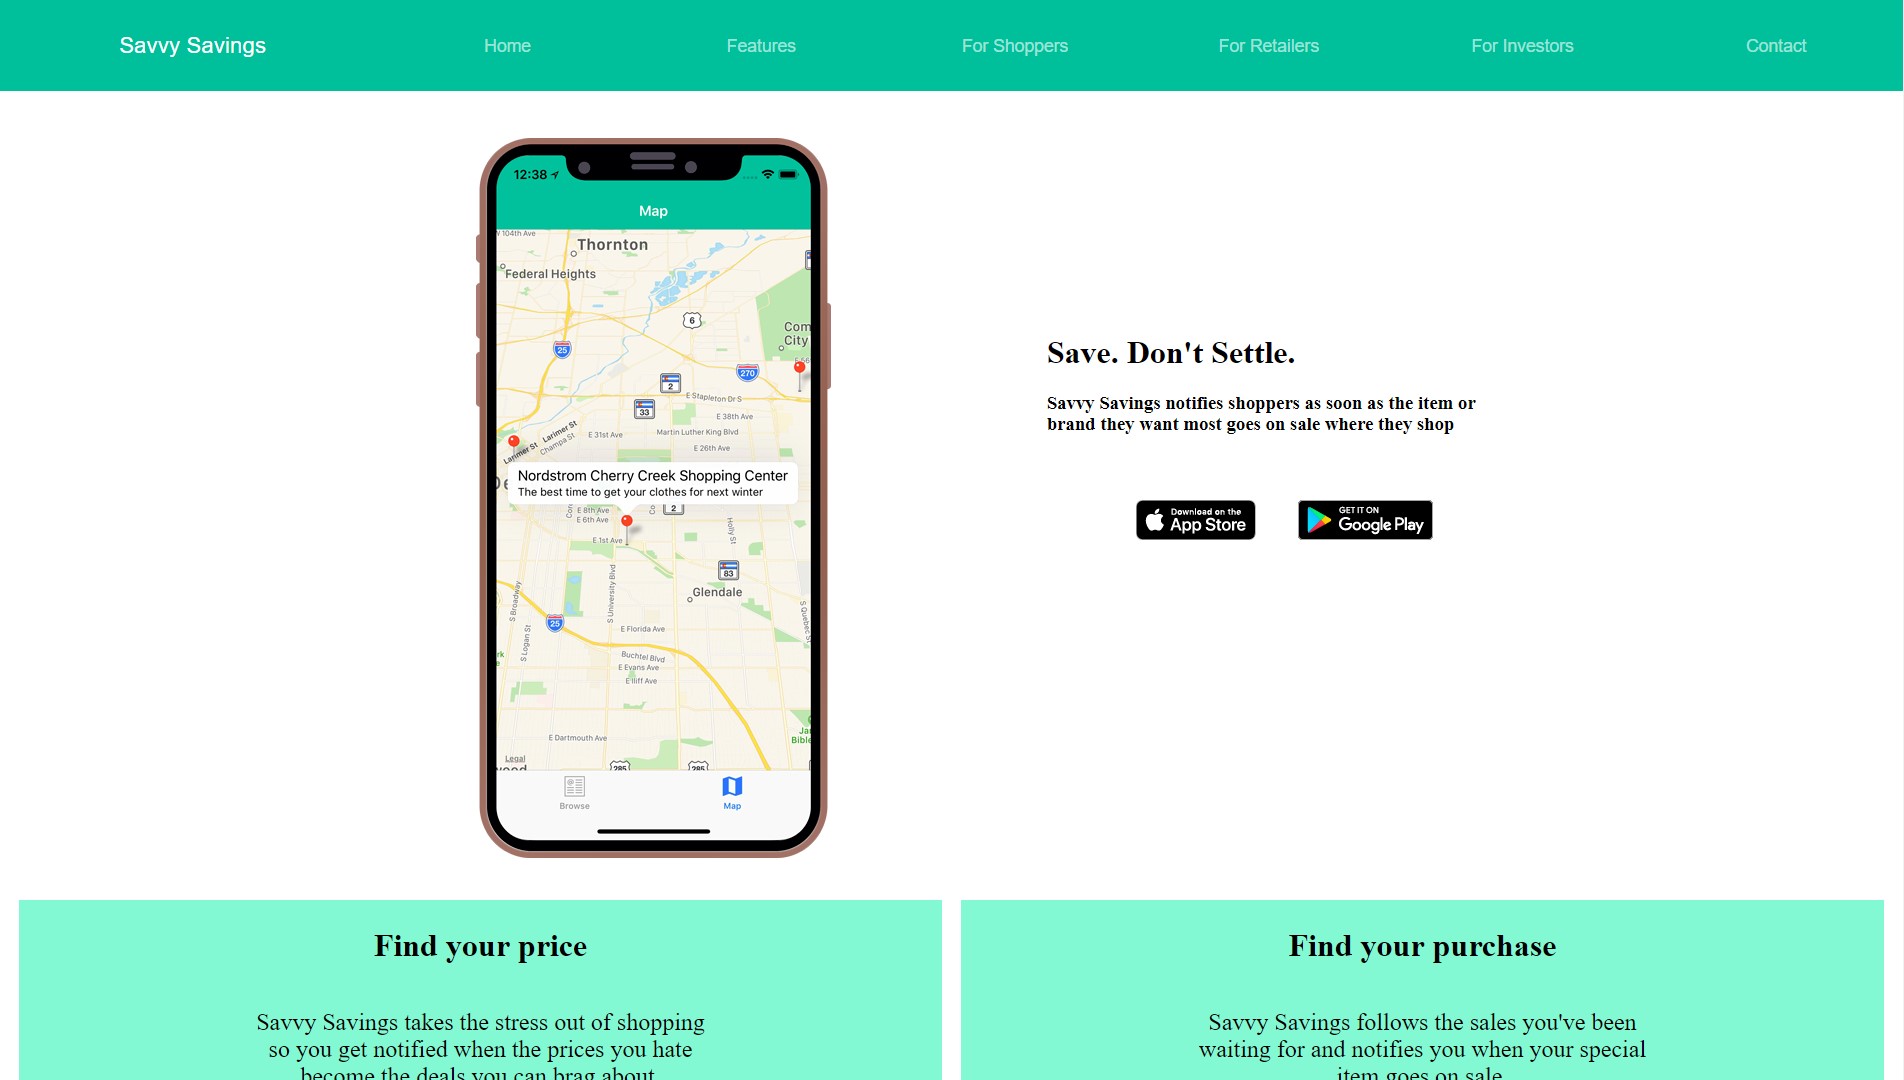 Savvy Savings
Home
Features
For Shoppers
For Retailers
For Investors
Contact
12:38
Map
W 104th Ave
Thornton
Federal Heights
6
Com
City
25
270
E 56
2
E Stapleton Dr S
33
E 38th Ave
Larimer St
Martin Luther King Blvd
E 31st Ave
Champa St
E 26th Ave
Larimer St
Nordstrom Cherry Creek Shopping Center
The best time to get your clothes for next winter
De
E 8th Ave
2
E 6th Ave
Holly St
E 1st Ave
83
S University Blvd
Glendale
S Broadway
S Quebec St
25
E Florida Ave
S Logan St
Buchtel Blvd
E Evans Ave
E Iliff Ave
Ja
Bible
E Dartmouth Ave
Legal
wood
285
285
Browse
Map
Save. Don't Settle.
Savvy Savings notifies shoppers as soon as the item or
brand they want most goes on sale where they shop
Download on the
App Store
GET IT ON
Google Play
Find your price
Savvy Savings takes the stress out of shopping
so you get notified when the prices you hate
become the deals you can brag about
Find your purchase
Savvy Savings follows the sales you've been
waiting for and notifies you when your special
item goes on sale